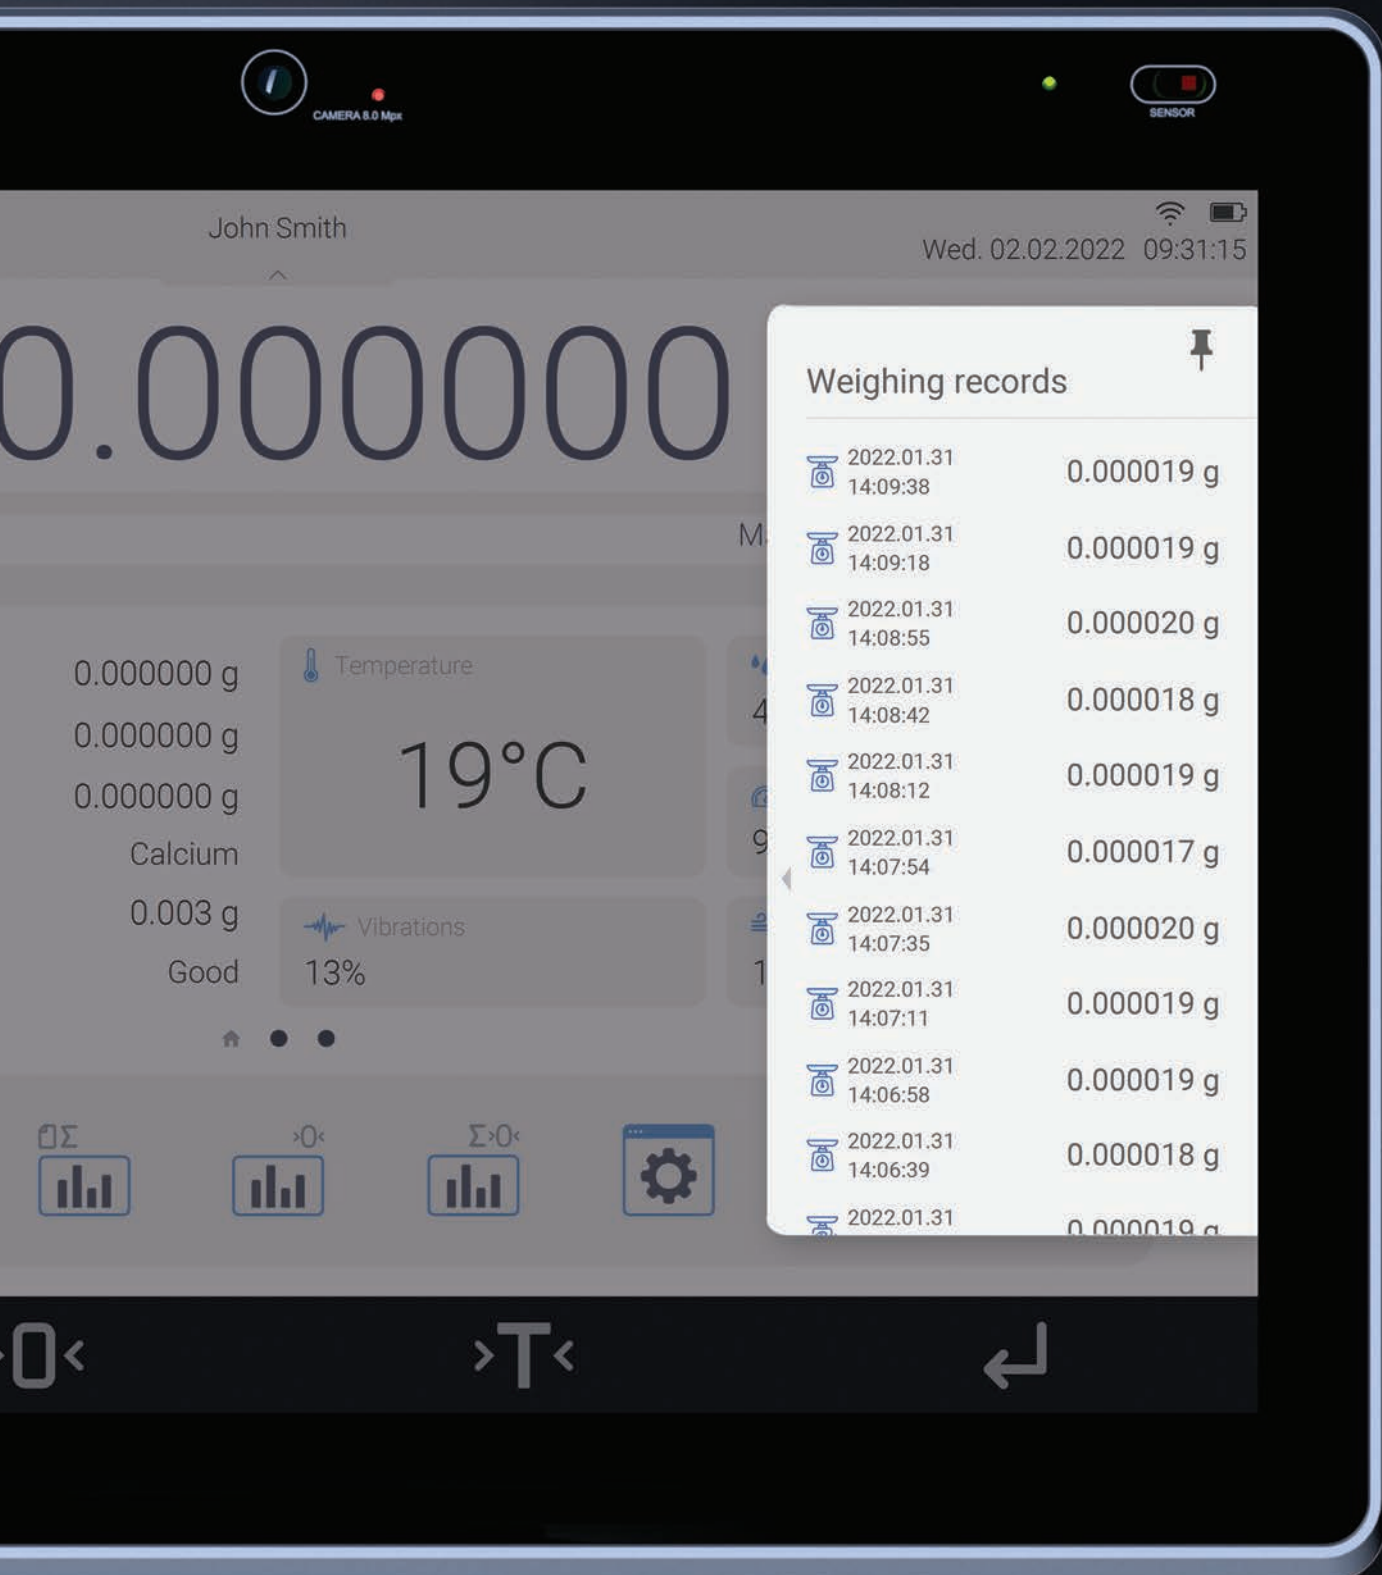 CAMERA 8.0 Mpx
SENSOR
John Smith
Wed. 02.02.2022 09:31:15
0.000000
Weighing records
2022.01.31
14:09:38
0.000019 g
2022.01.31
14:09:18
0.000019 g
2022.01.31
14:08:55
0.000020 g
2022.01.31
14:08:42
0.000018 g
2022.01.31
14:08:12
0.000019 g
2022.01.31
14:07:54
0.000017 g
2022.01.31
14:07:35
0.000020 g
2022.01.31
14:07:11
0.000019 g
2022.01.31
14:06:58
0.000019 g
2022.01.31
14:06:39
0.000018 g
2022.01.31
0.000019 g
0.000000 g
0.000000 g
0.000000 g
Calcium
0.003 g
Good
Temperature
19°C
Vibrations
13%
Σ
>0<
Σ>0<
0<
>T<